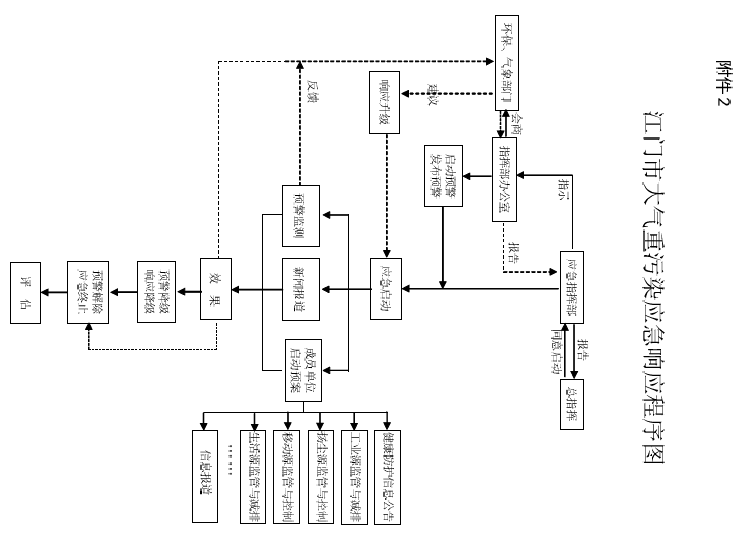 附件 2
江门市大气重污染应急响应程序图
环保、气象部门
会商
指挥部办公室
指示
报告
应急指挥部
报告
同意启动
总指挥
建议
响应升级
启动预警
发布预警
应急启动
反馈
预警监测
新闻报道
成员单位
启动预案
健康防护信息公告
工业源监管与减排
扬尘源监管与控制
移动源监管与控制
生活源监管与减排
……
信息报道
效 果
预警降级
响应降级
预警解除
应急终止
评 估